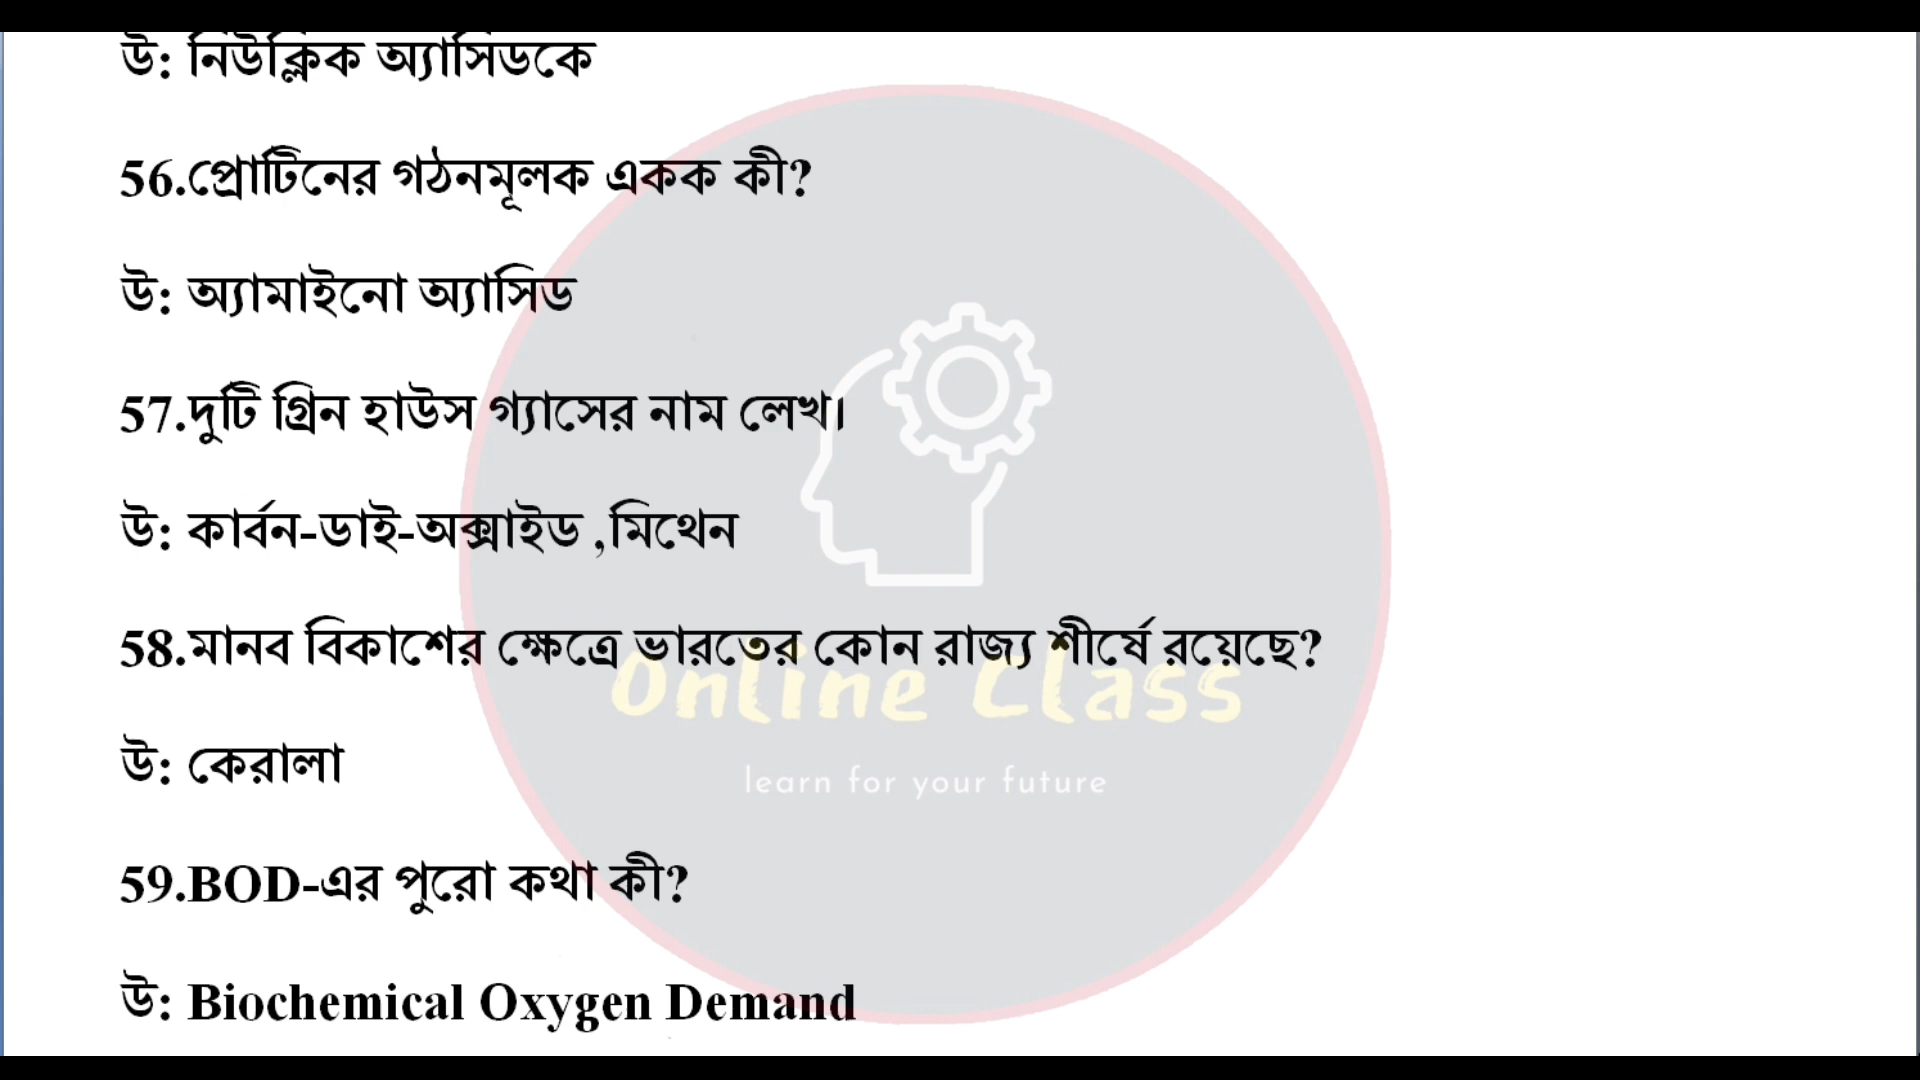 উ: নিউক্লিক অ্যাসিডকে
56.প্রোটিনের গঠনমূলক একক কী?
উ: অ্যামাইনো অ্যাসিড
57.দুটি গ্রিন হাউস গ্যাসের নাম লেখ।
উ: কার্বন-ডাই-অক্সাইড ,মিথেন
58.মানব বিকাশের ক্ষেত্রে ভারতের কোন রাজ্য শীর্ষে রয়েছে?
Online Class
উ: কেরালা
learn for your future
59.BOD-এর পুরো কথা কী?
উ: Biochemical Oxygen Demand